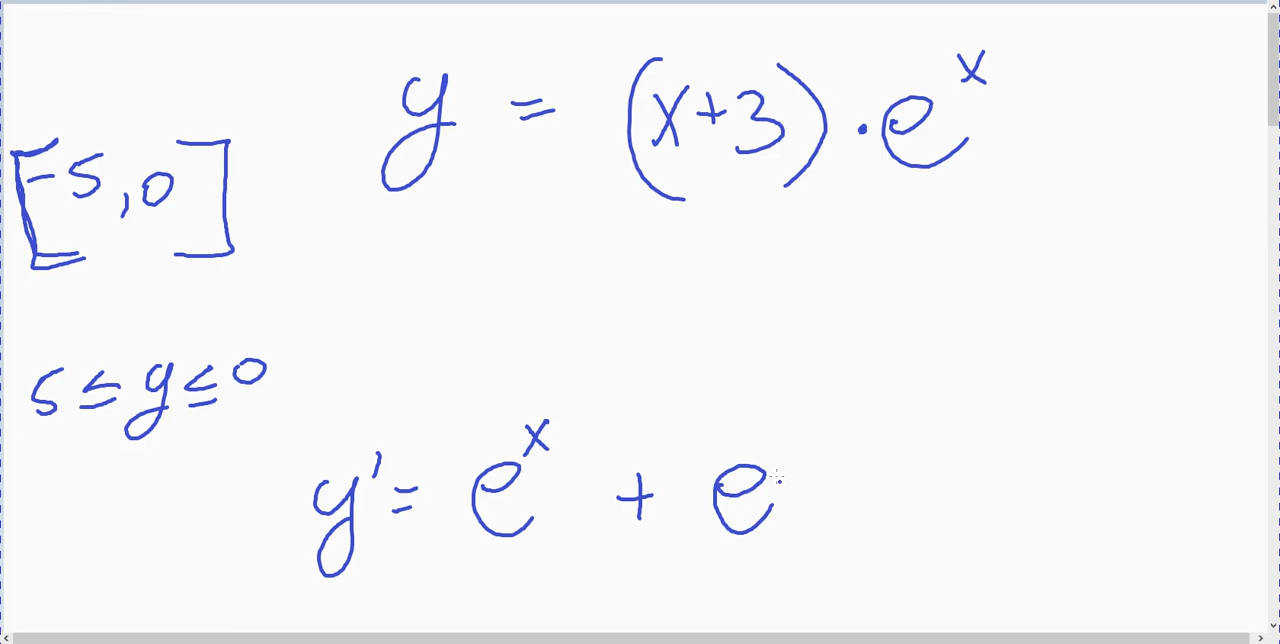 y = (x+3) · e^x
[-5, 0]
5 ≤ y ≤ 0
y' = e^x + e